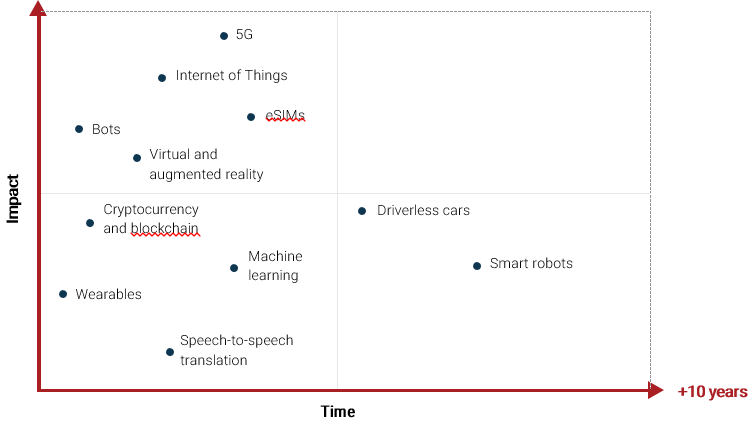 5G
Internet of Things
eSIMs
Bots
Virtual and
augmented reality
Impact
Cryptocurrency
and blockchain
Driverless cars
Machine
learning
Smart robots
Wearables
Speech-to-speech
translation
+10 years
Time